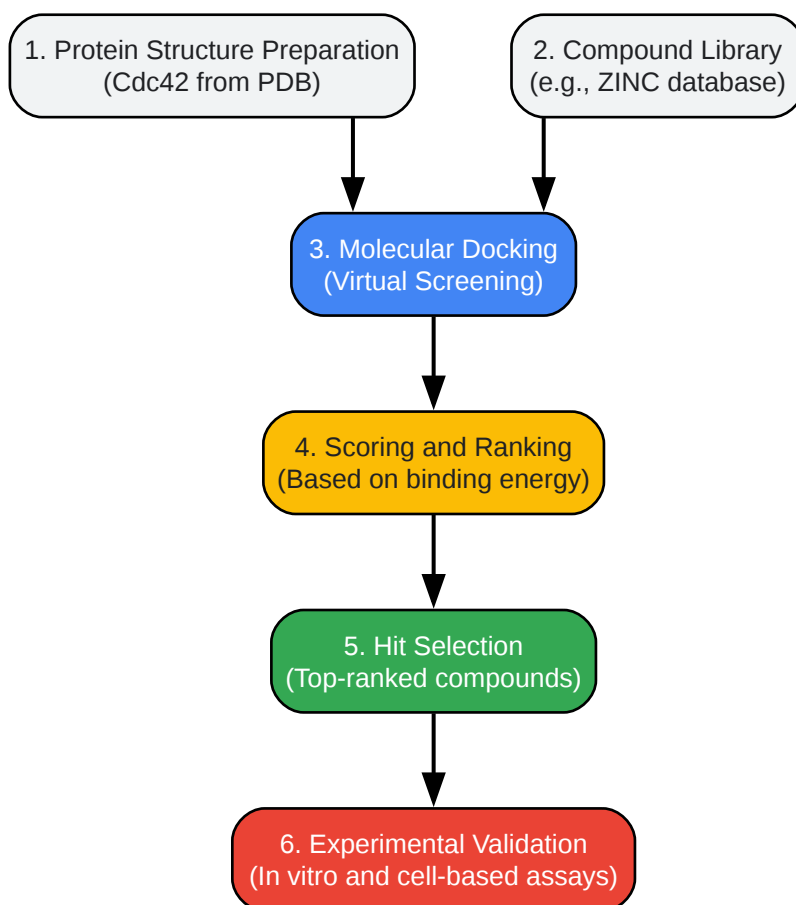 1. Protein Structure Preparation
(Cdc42 from PDB)
2. Compound Library
(e.g., ZINC database)
3. Molecular Docking
(Virtual Screening)
4. Scoring and Ranking
(Based on binding energy)
5. Hit Selection
(Top-ranked compounds)
6. Experimental Validation
(In vitro and cell-based assays)